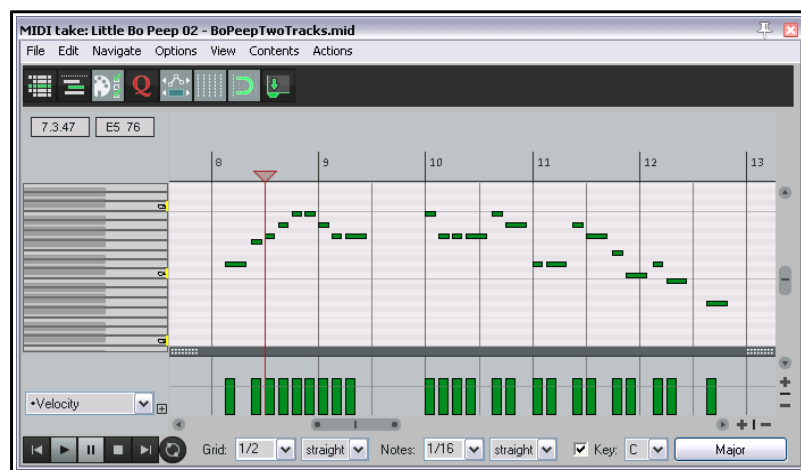 MIDI take: Little Bo Peep 02 - BoPeepTwoTracks.mid
File Edit Navigate Options View Contents Actions
Q
7.3.47 E5 76
8 9 10 11 12 13
•Velocity
Grid: 1/2 straight Notes: 1/16 straight Key: C Major